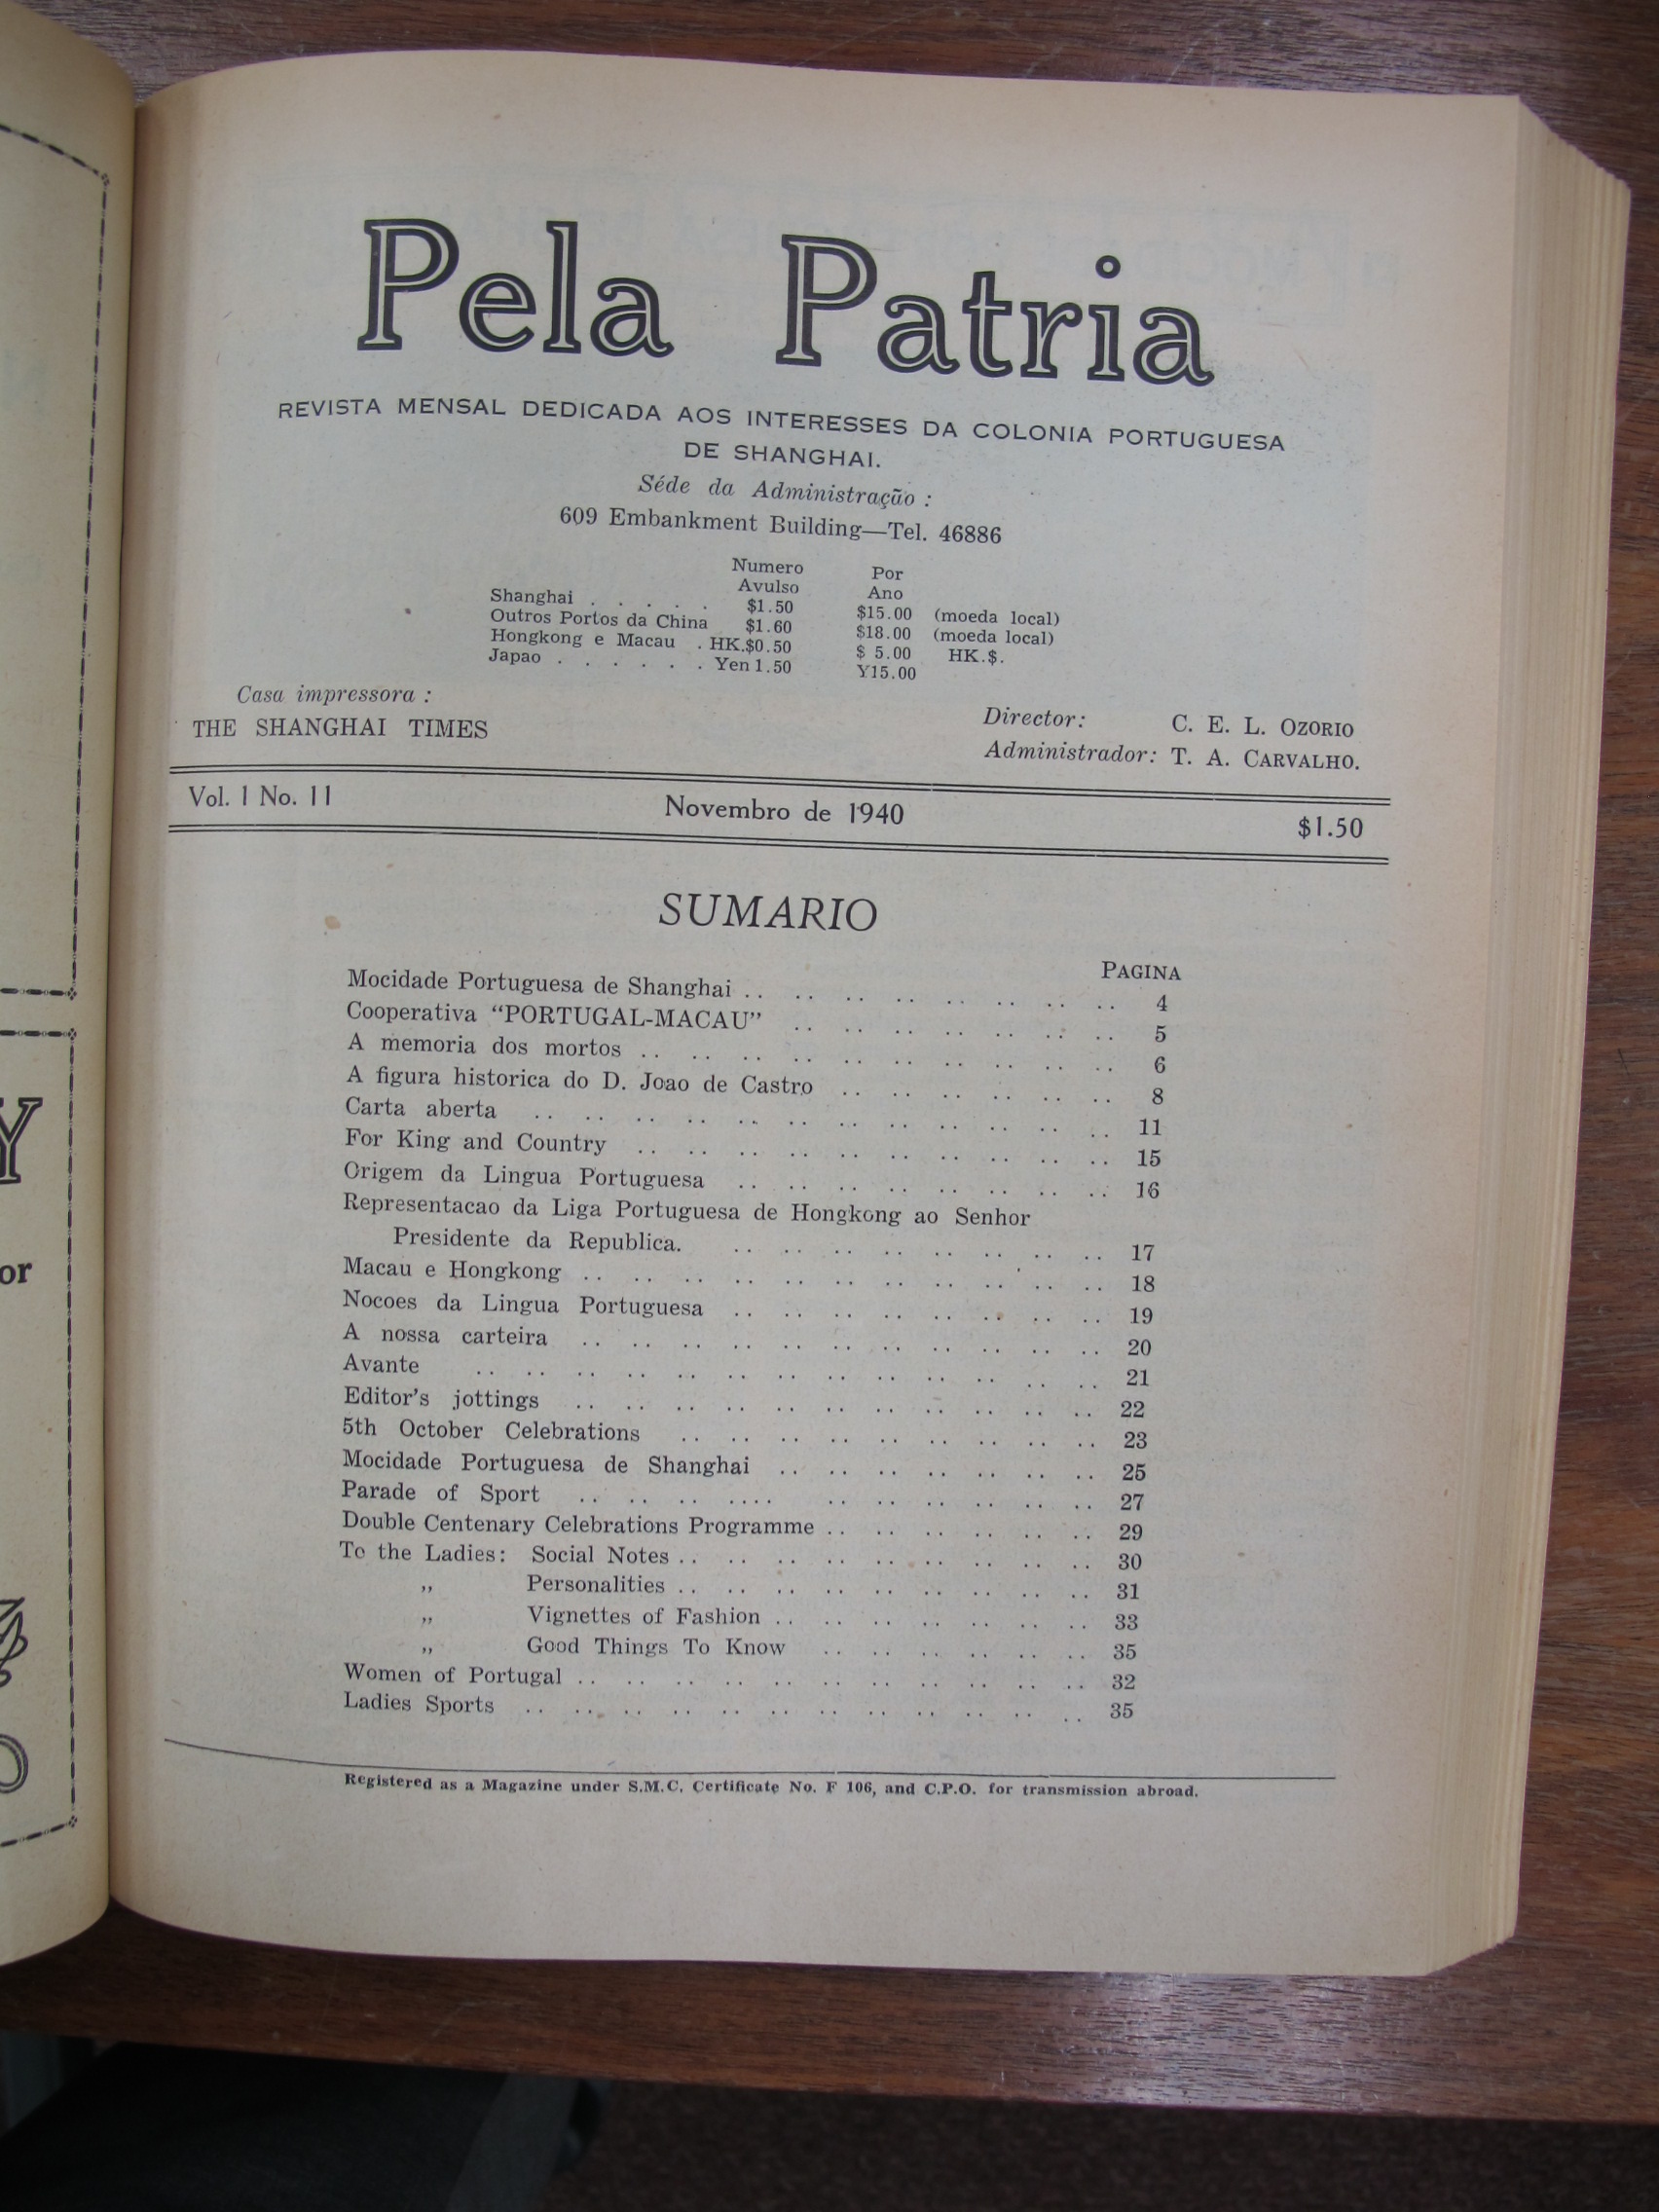 Pela Patria
REVISTA MENSAL DEDICADA AOS INTERESSES DA COLONIA PORTUGUESA
DE SHANGHAI.
Séde da Administração :
609 Embankment Building—Tel. 46886
Numero Por
Avulso Ano
Shanghai . . . . . $1.50 $15.00 (moeda local)
Outros Portos da China $1.60 $18.00 (moeda local)
Hongkong e Macau . HK.$0.50 $ 5.00 HK.$.
Japao . . . . . . Yen 1.50 Y15.00
Casa impressora :
THE SHANGHAI TIMES
Director: C. E. L. OZORIO
Administrador: T. A. CARVALHO.
Vol. 1 No. 11 Novembro de 1940 $1.50
SUMARIO
PAGINA
Mocidade Portuguesa de Shanghai .. .. .. .. .. .. .. .. 4
Cooperativa “PORTUGAL-MACAU” .. .. .. .. .. .. .. 5
A memoria dos mortos .. .. .. .. .. .. .. .. .. .. 6
A figura historica do D. Joao de Castro .. .. .. .. .. .. 8
Carta aberta .. .. .. .. .. .. .. .. .. .. .. .. 11
For King and Country .. .. .. .. .. .. .. .. .. .. 15
Origem da Lingua Portuguesa .. .. .. .. .. .. .. .. 16
Representacao da Liga Portuguesa de Hongkong ao Senhor
Presidente da Republica. .. .. .. .. .. .. .. .. 17
Macau e Hongkong .. .. .. .. .. .. .. .. .. .. .. 18
Nocoes da Lingua Portuguesa .. .. .. .. .. .. .. .. 19
A nossa carteira .. .. .. .. .. .. .. .. .. .. .. 20
Avante .. .. .. .. .. .. .. .. .. .. .. .. .. 21
Editor’s jottings .. .. .. .. .. .. .. .. .. .. .. 22
5th October Celebrations .. .. .. .. .. .. .. .. .. 23
Mocidade Portuguesa de Shanghai .. .. .. .. .. .. .. 25
Parade of Sport .. .. .. .... .. .. .. .. .. .. 27
Double Centenary Celebrations Programme .. .. .. .. .. .. 29
To the Ladies: Social Notes .. .. .. .. .. .. .. .. .. 30
„ Personalities .. .. .. .. .. .. .. .. .. 31
„ Vignettes of Fashion .. .. .. .. .. .. .. 33
„ Good Things To Know .. .. .. .. .. .. 35
Women of Portugal .. .. .. .. .. .. .. .. .. .. .. 32
Ladies Sports .. .. .. .. .. .. .. .. .. .. .. .. 35
Registered as a Magazine under S.M.C. Certificate No. F 106, and C.P.O. for transmission abroad.
Y
or